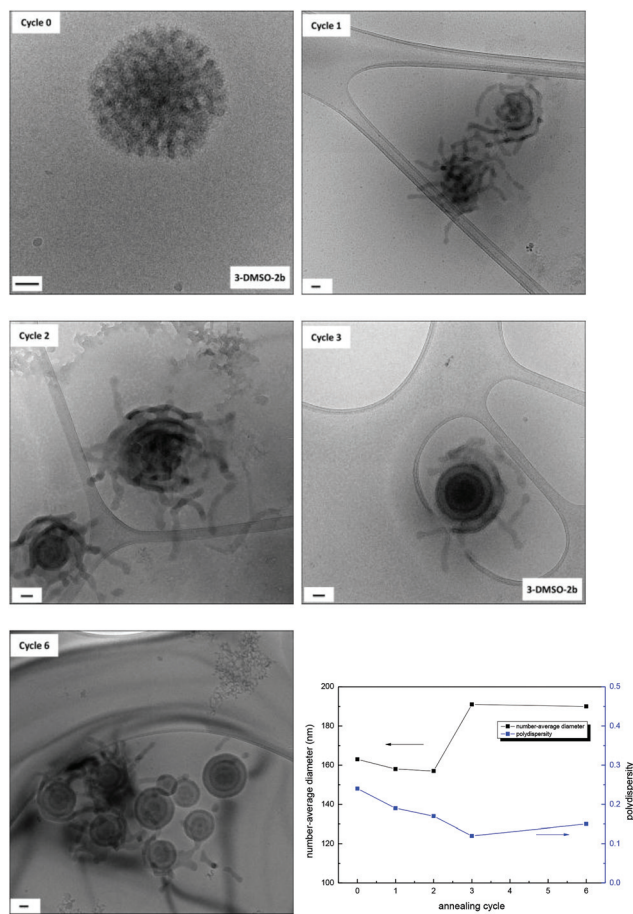 Cycle 0
3-DMSO-2b
Cycle 1
Cycle 2
Cycle 3
3-DMSO-2b
Cycle 6
number-average diameter (nm)
200
180
160
140
120
100
number-average diameter
polydispersity
0.5
0.4
0.3
0.2
0.1
0.0
polydispersity
0 1 2 3 4 5 6
annealing cycle